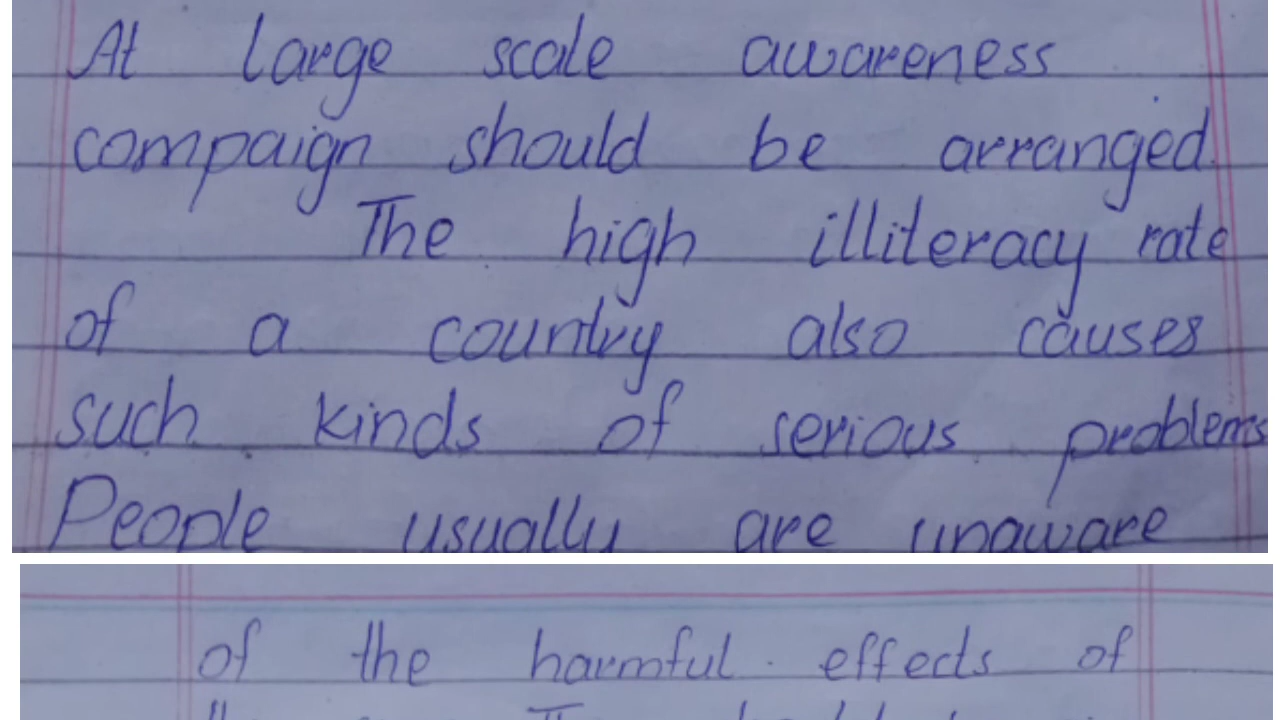 At large scale awareness
compaign should be arranged.
The high illiteracy rate
of a country also causes
such kinds of serious problems
People usually are unaware
of the harmful effects of